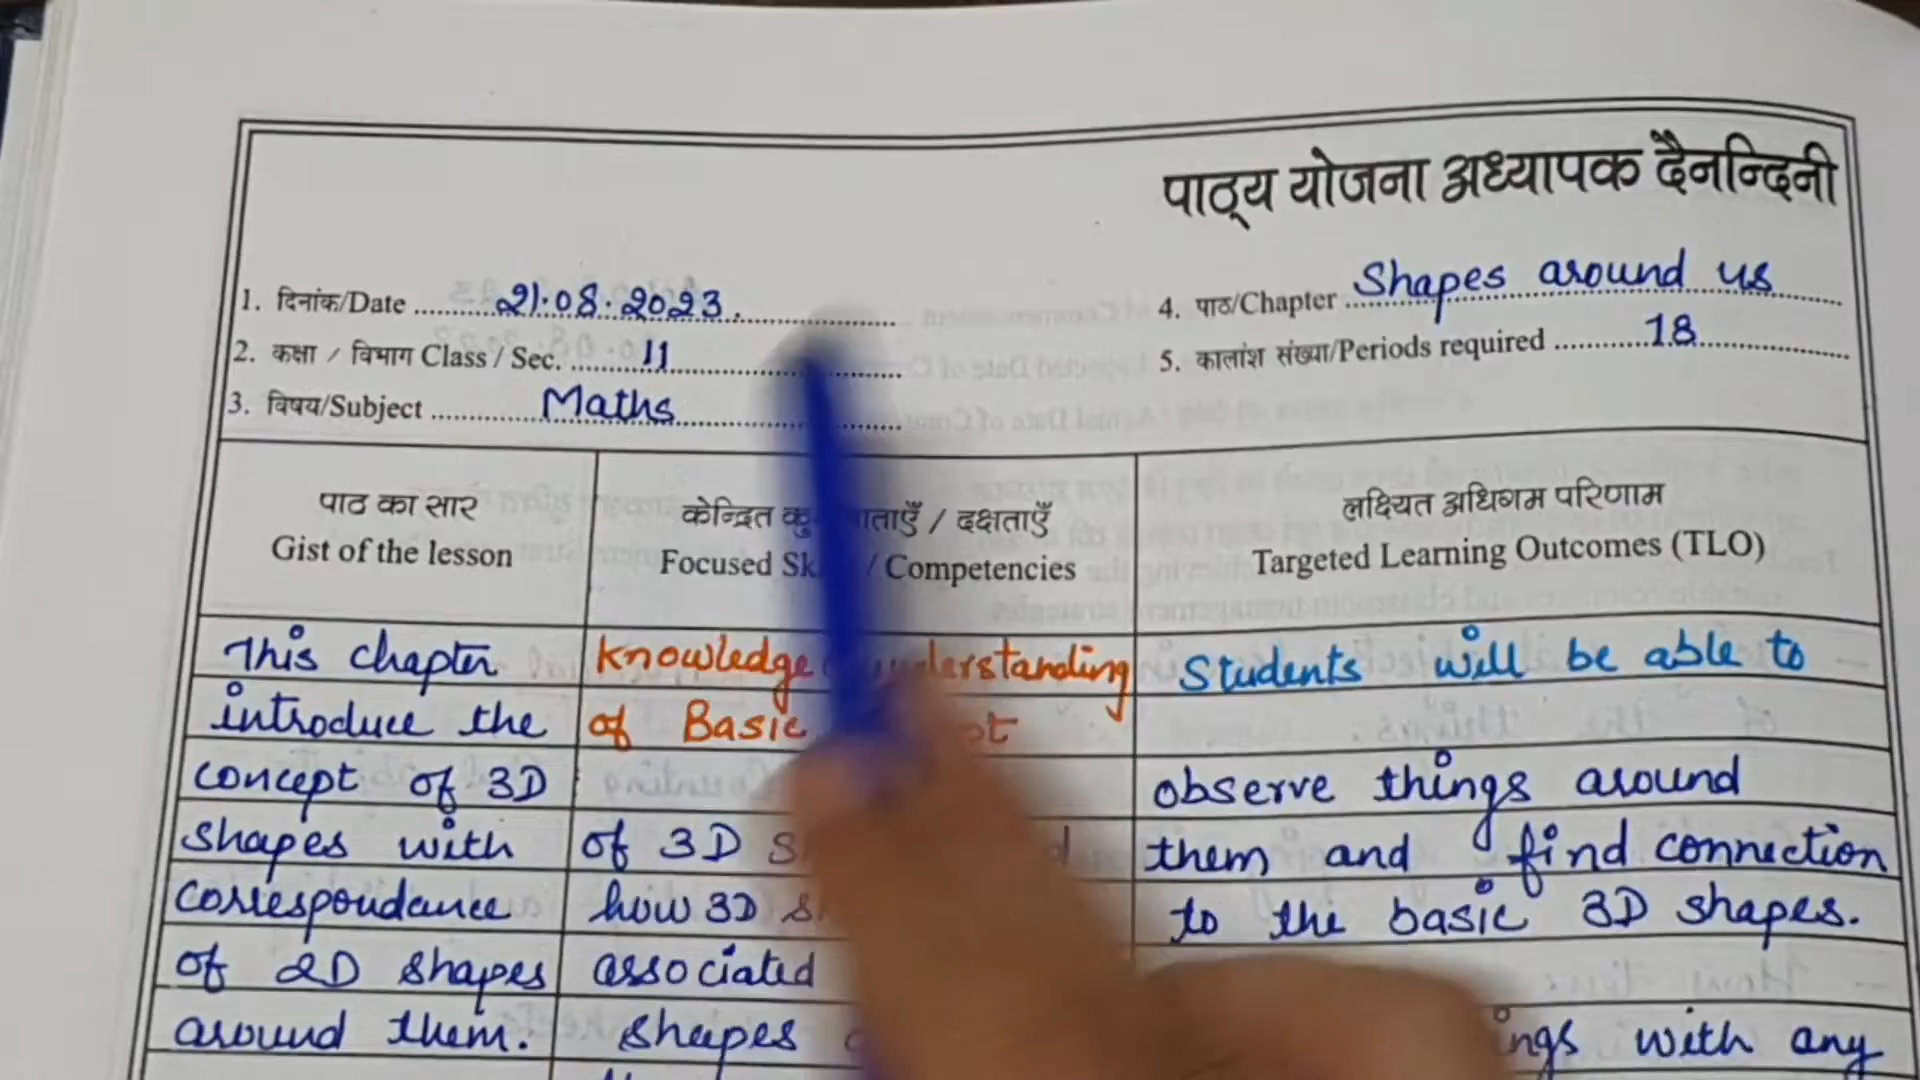 पाठ्य योजना अध्यापक दैनन्दिनी
1. दिनांक/Date ..........21.08.2023...................
2. कक्षा / विभाग Class / Sec. ..........11..............................
3. विषय/Subject ..............Maths..............................
4. पाठ/Chapter ..Shapes around us..........
5. कालांश संख्या/Periods required ............18....................
पाठ का सार
Gist of the lesson
केन्द्रित / दक्षताएँ
Focused / Competencies
लक्ष्यित अधिगम परिणाम
Targeted Learning Outcomes (TLO)
This chapter
introduce the
concept of 3D
shapes with
correspondance
of 2D shapes
around them.
knowledge understanding
of Basic
of 3D
how 3D
associated
shapes
Students will be able to
observe things around
them and find connection
to the basic 3D shapes.
with any